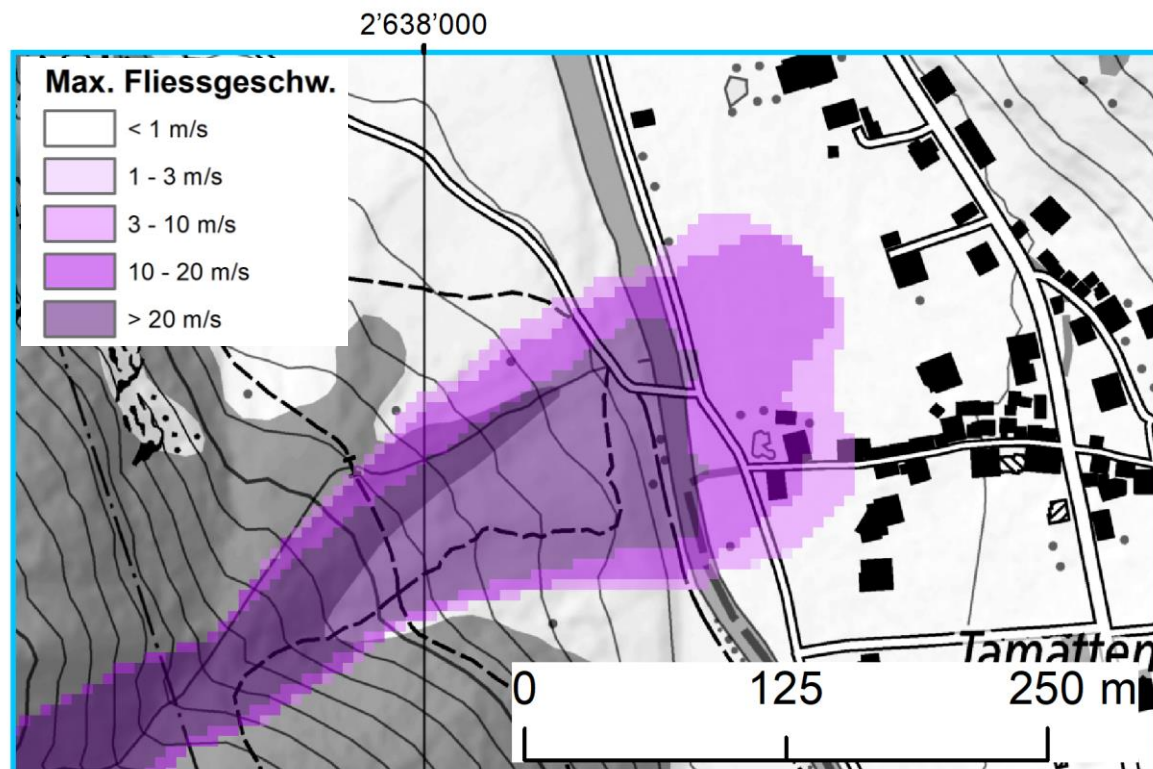 2’638’000
Max. Fliessgeschw.
< 1 m/s
1 - 3 m/s
3 - 10 m/s
10 - 20 m/s
> 20 m/s
Tamatten
0 125 250 m